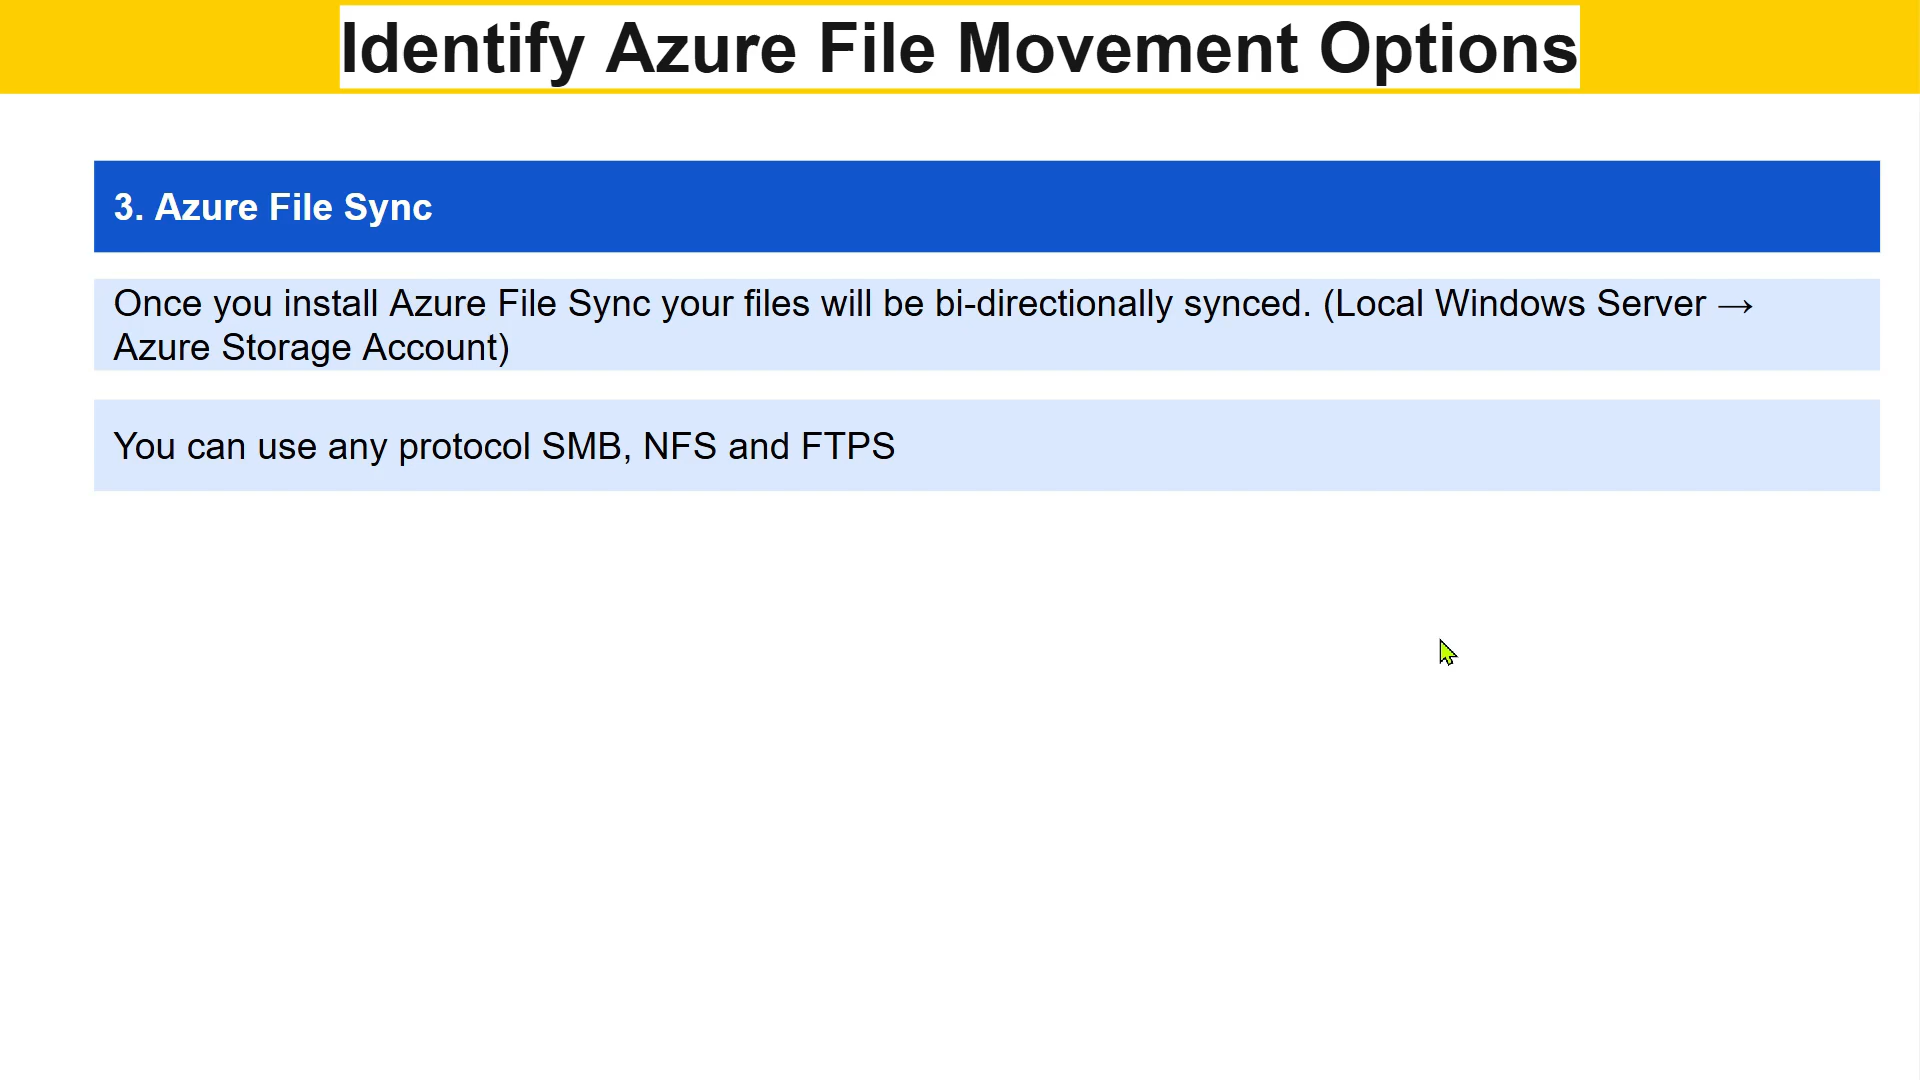 Identify Azure File Movement Options
3. Azure File Sync
Once you install Azure File Sync your files will be bi-directionally synced. (Local Windows Server →
Azure Storage Account)
You can use any protocol SMB, NFS and FTPS